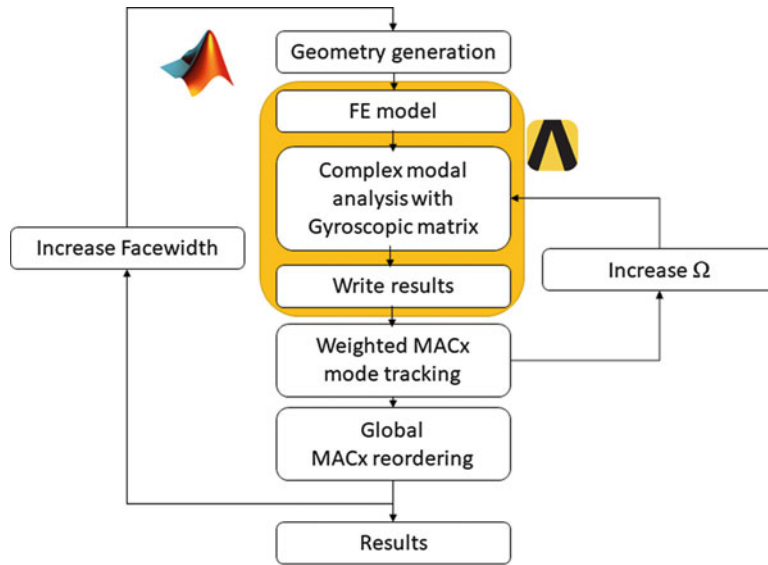 Geometry generation
FE model
Complex modal
analysis with
Gyroscopic matrix
Increase Facewidth
Increase Ω
Write results
Weighted MACx
mode tracking
Global
MACx reordering
Results